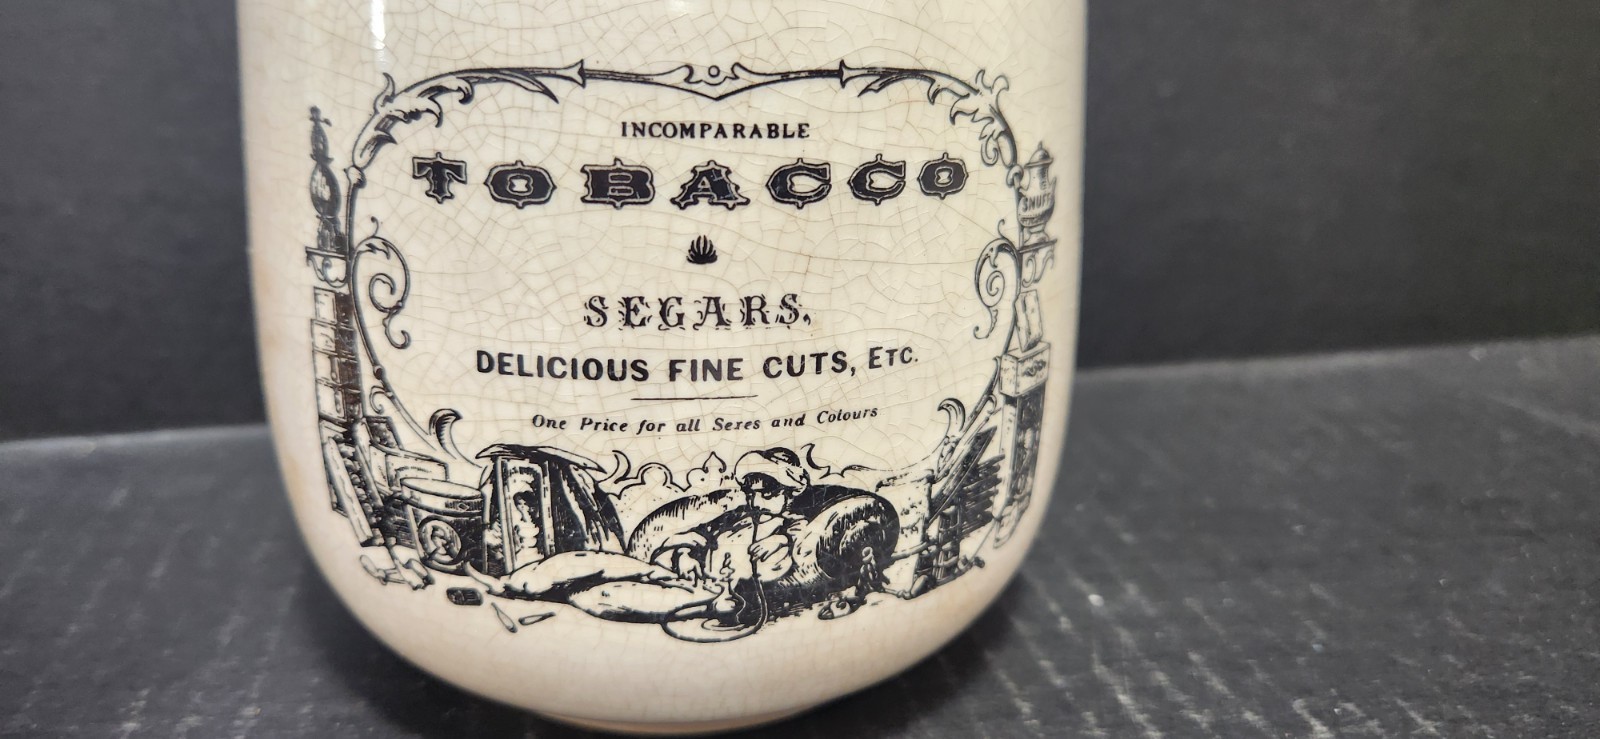 INCOMPARABLE
TOBACCO
SEGARS,
DELICIOUS FINE CUTS, ETC.
One Price for all Sexes and Colours
SNUFF